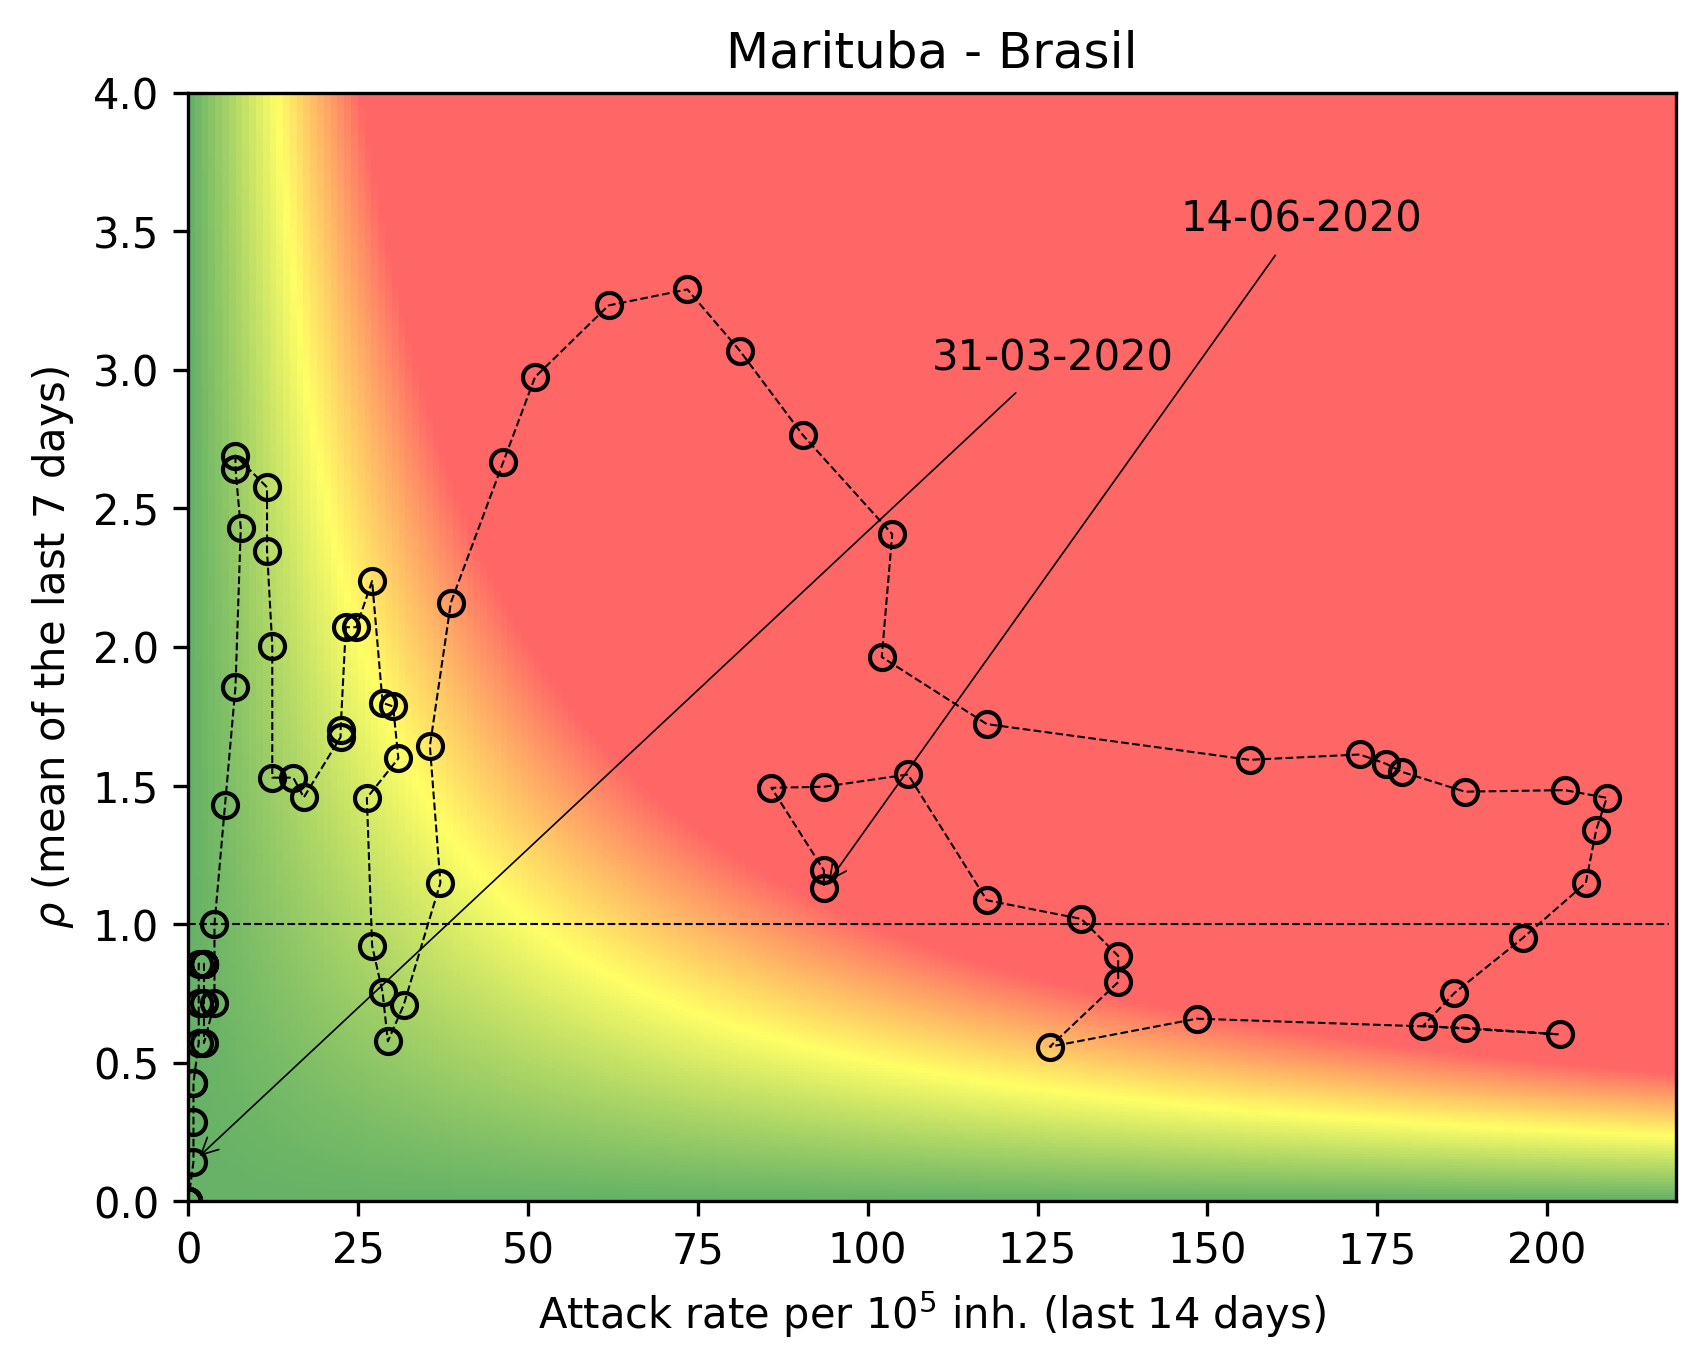 Marituba - Brasil
4.0
3.5
3.0
2.5
2.0
1.5
1.0
0.5
0.0
ρ (mean of the last 7 days)
14-06-2020
31-03-2020
0 25 50 75 100 125 150 175 200
Attack rate per 10⁵ inh. (last 14 days)